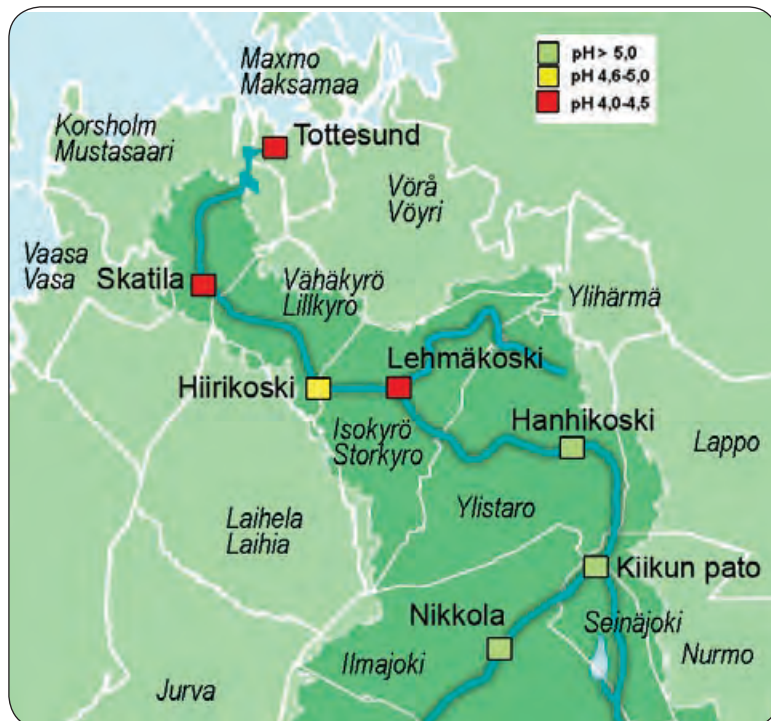 Maxmo
Maksamaa
pH > 5,0
pH 4,6-5,0
pH 4,0-4,5
Korsholm
Mustasaari
Tottesund
Vörå
Vöyri
Vaasa
Vasa
Skatila
Vähäkyrö
Lillkyrö
Ylihärmä
Lehmäkoski
Hiirikoski
Isokyrö
Storkyro
Hanhikoski
Lappo
Ylistaro
Laihela
Laihia
Kiikun pato
Nikkola
Seinäjoki
Ilmajoki
Nurmo
Jurva